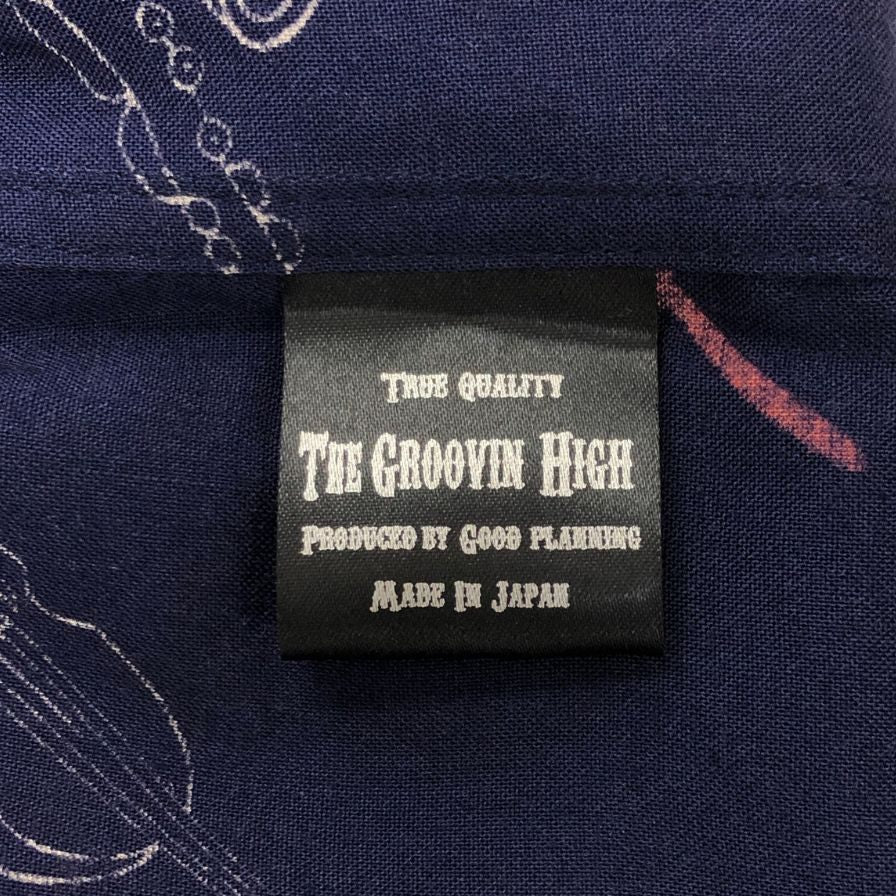 TRUE QUALITY
THE GROOVIN HIGH
PRODUCED BY GOOD PLANNING
MADE IN JAPAN